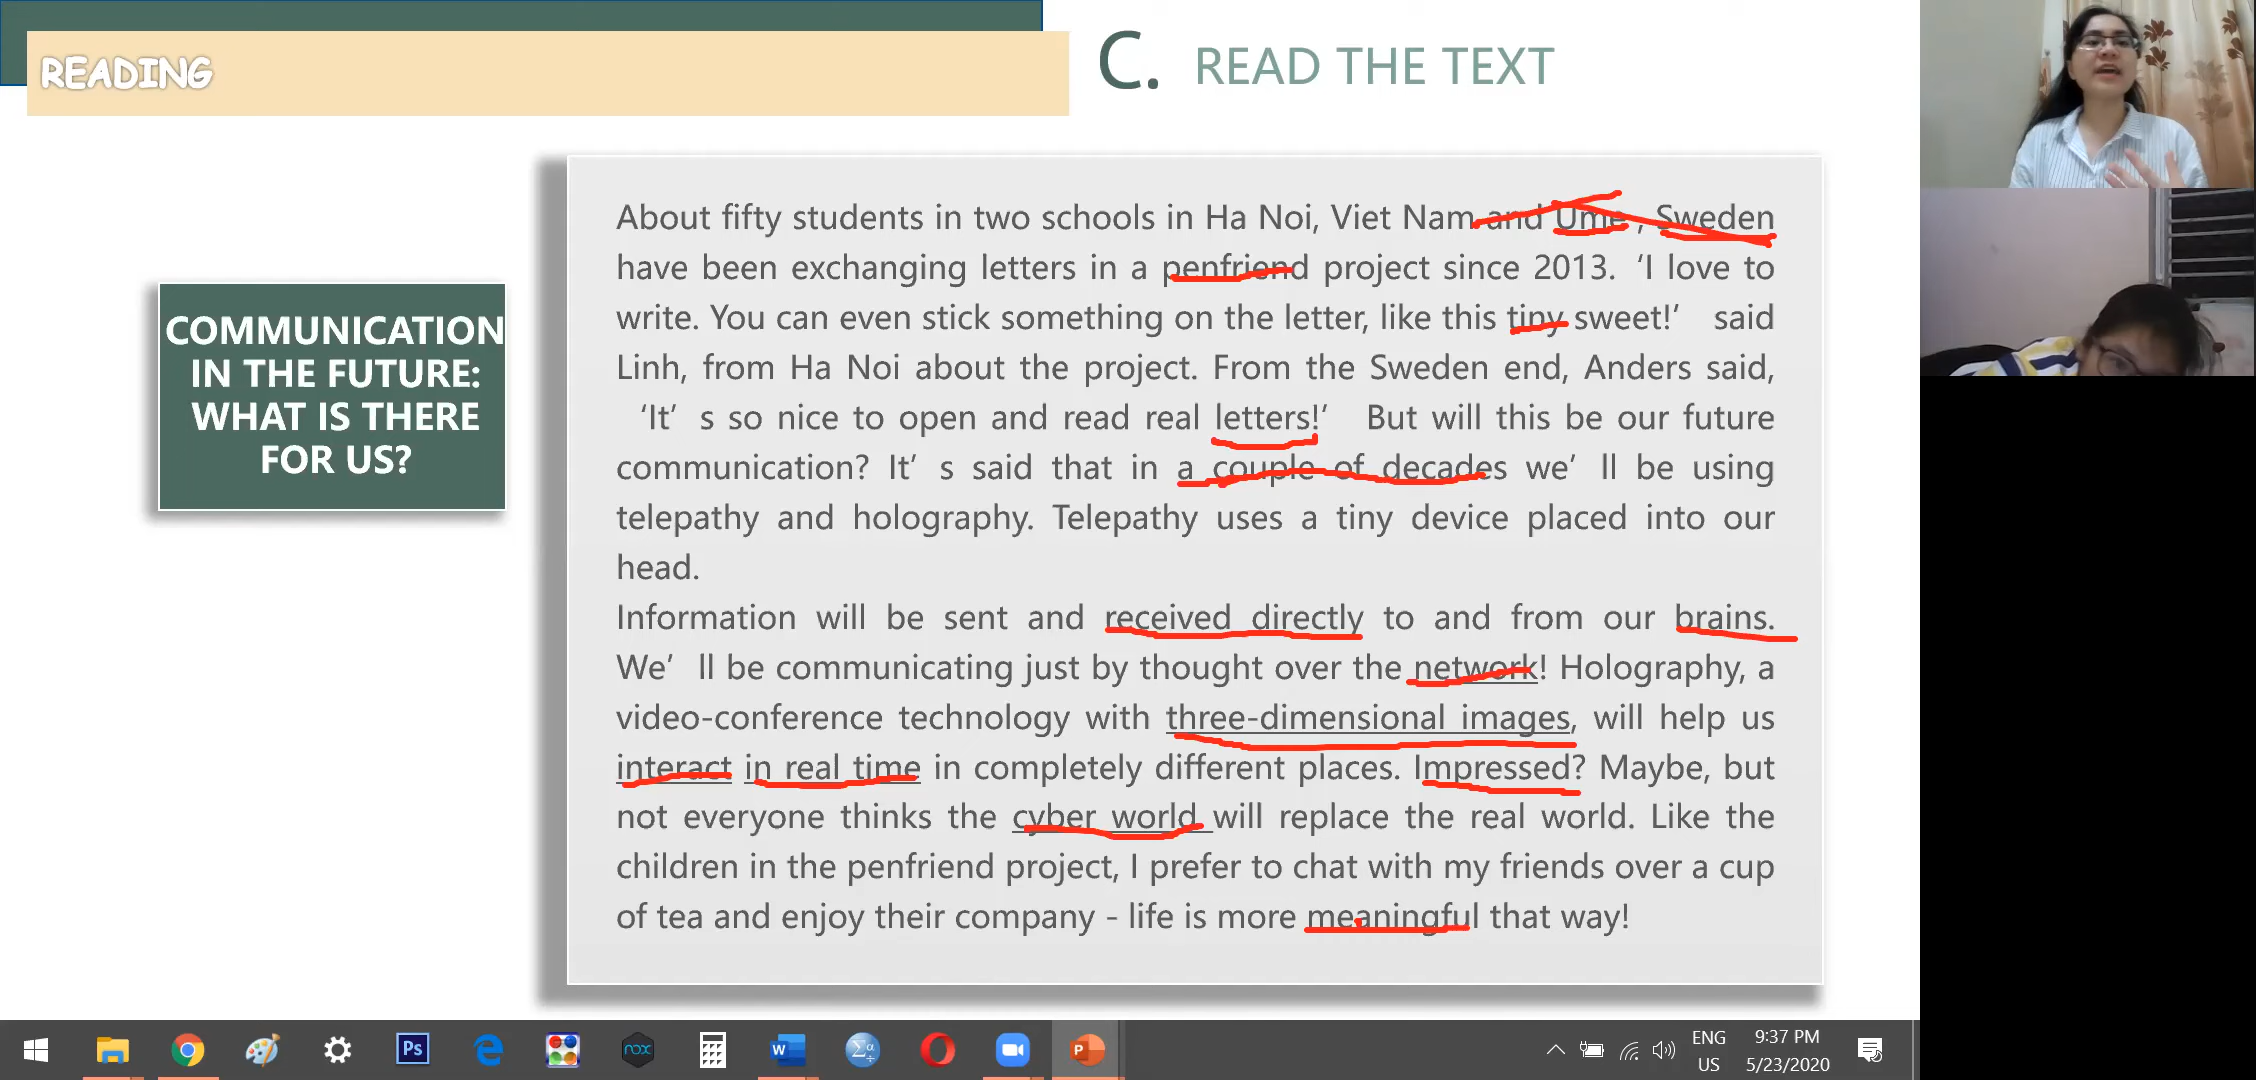 READING
C. READ THE TEXT
COMMUNICATION
IN THE FUTURE:
WHAT IS THERE
FOR US?
About fifty students in two schools in Ha Noi, Viet Nam and Ume , Sweden
have been exchanging letters in a penfriend project since 2013. ‘I love to
write. You can even stick something on the letter, like this tiny sweet!’ said
Linh, from Ha Noi about the project. From the Sweden end, Anders said,
‘It’ s so nice to open and read real letters!’ But will this be our future
communication? It’ s said that in a couple of decades we’ ll be using
telepathy and holography. Telepathy uses a tiny device placed into our
head.
Information will be sent and received directly to and from our brains.
We’ ll be communicating just by thought over the network! Holography, a
video-conference technology with three-dimensional images, will help us
interact in real time in completely different places. Impressed? Maybe, but
not everyone thinks the cyber world will replace the real world. Like the
children in the penfriend project, I prefer to chat with my friends over a cup
of tea and enjoy their company - life is more meaningful that way!
Ps
nox
W
Σα
P
ENG
US
9:37 PM
5/23/2020